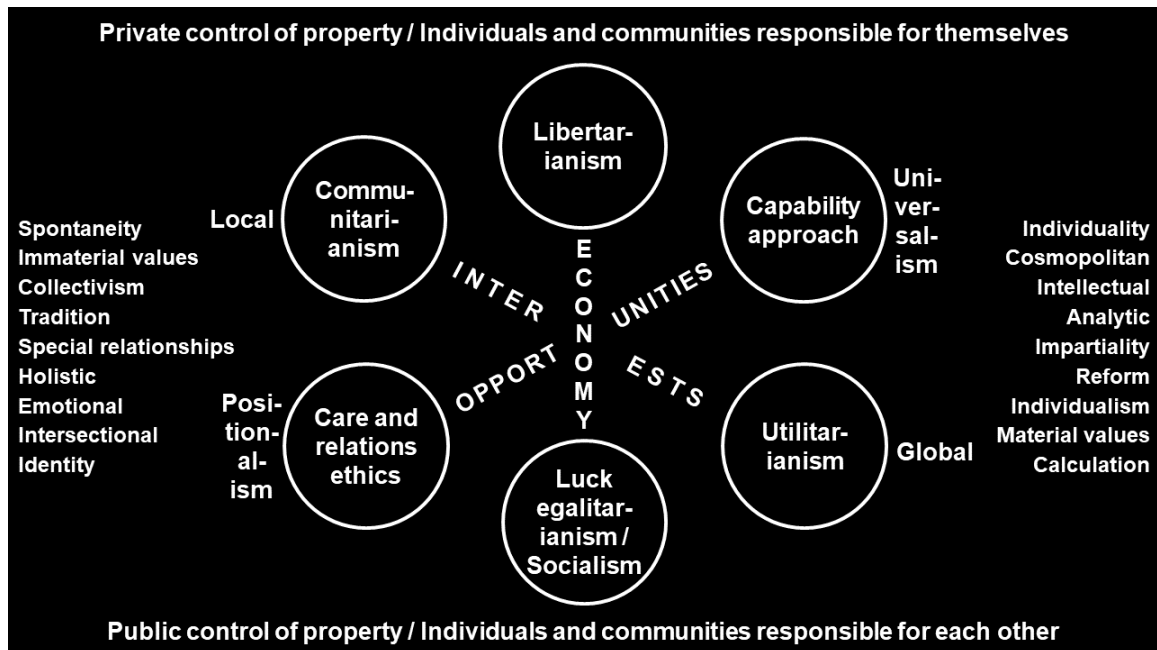 Private control of property / Individuals and communities responsible for themselves
Libertar-
ianism
Commu-
nitari-
anism
Local
Capability
approach
Uni-
ver-
sal-
ism
Spontaneity
Immaterial values
Collectivism
Tradition
Special relationships
Holistic
Emotional
Intersectional
Identity
INTER
ESTS
ECONOMY
OPPORT
UNITIES
Individuality
Cosmopolitan
Intellectual
Analytic
Impartiality
Reform
Individualism
Material values
Calculation
Posi-
tion-
al-
ism
Care and
relations
ethics
Luck
egalitar-
ianism /
Socialism
Utilitar-
ianism
Global
Public control of property / Individuals and communities responsible for each other